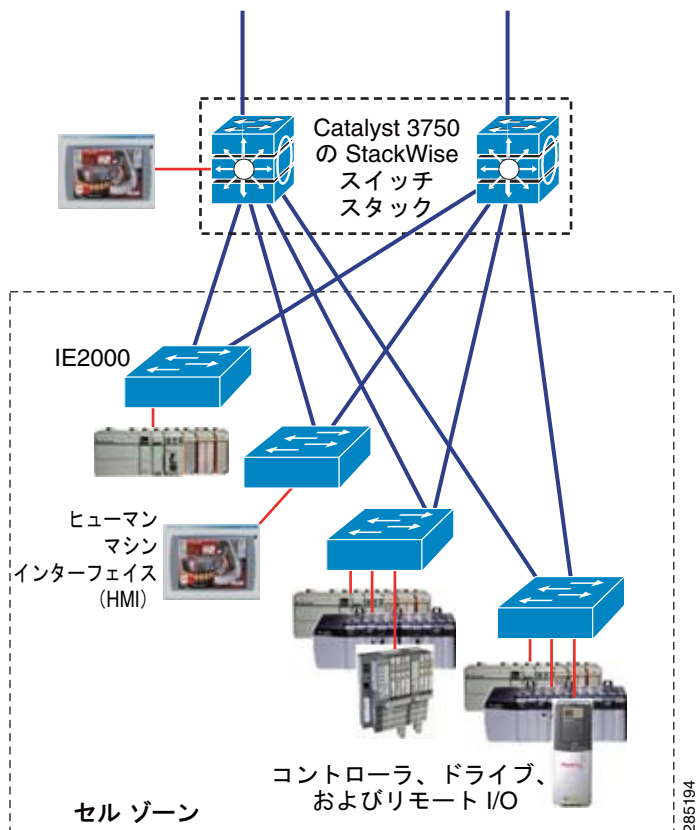 Catalyst 3750
の StackWise
スイッチ
スタック
IE2000
ヒューマン
マシン
インターフェイス
（HMI）
コントローラ、ドライブ、
およびリモート I/O
セル ゾーン
285194